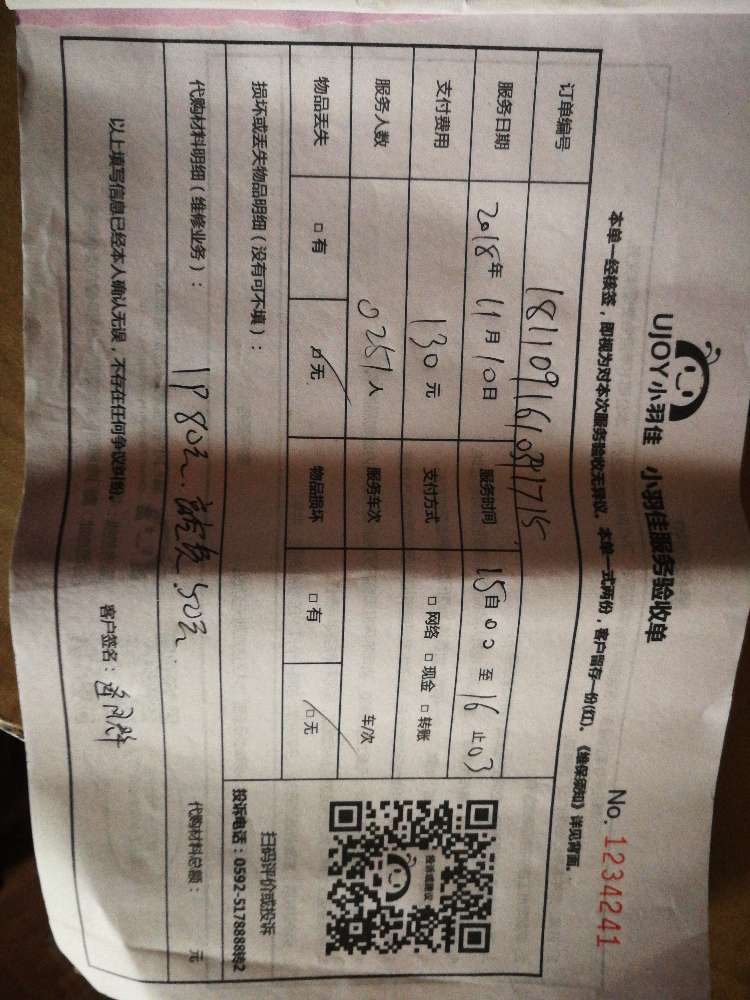 UJOY小羽佳 小羽佳服务验收单
No. 1234241
本单一经核签，即视为对本次服务验收无异议。本单一式两份，客户留存一份(红)。《维保须知》详见背面。
订单编号 181109161031715
服务日期 2018年11月10日 服务时间 15自00至16止03
支付费用 130元 支付方式 □网络 □现金 □转账
服务人数 0251人 服务车次 车/次
物品丢失 □有 □无 物品损坏 □有 □无
损坏或丢失物品明细（没有可不填）：
扫码评价或投诉
投诉电话：0592-5178888转2
代购材料明细（维修业务）： 1P 80元. 50元
代购材料总额： 元
以上填写信息已经本人确认无误，不存在任何争议纠纷。
客户签名：